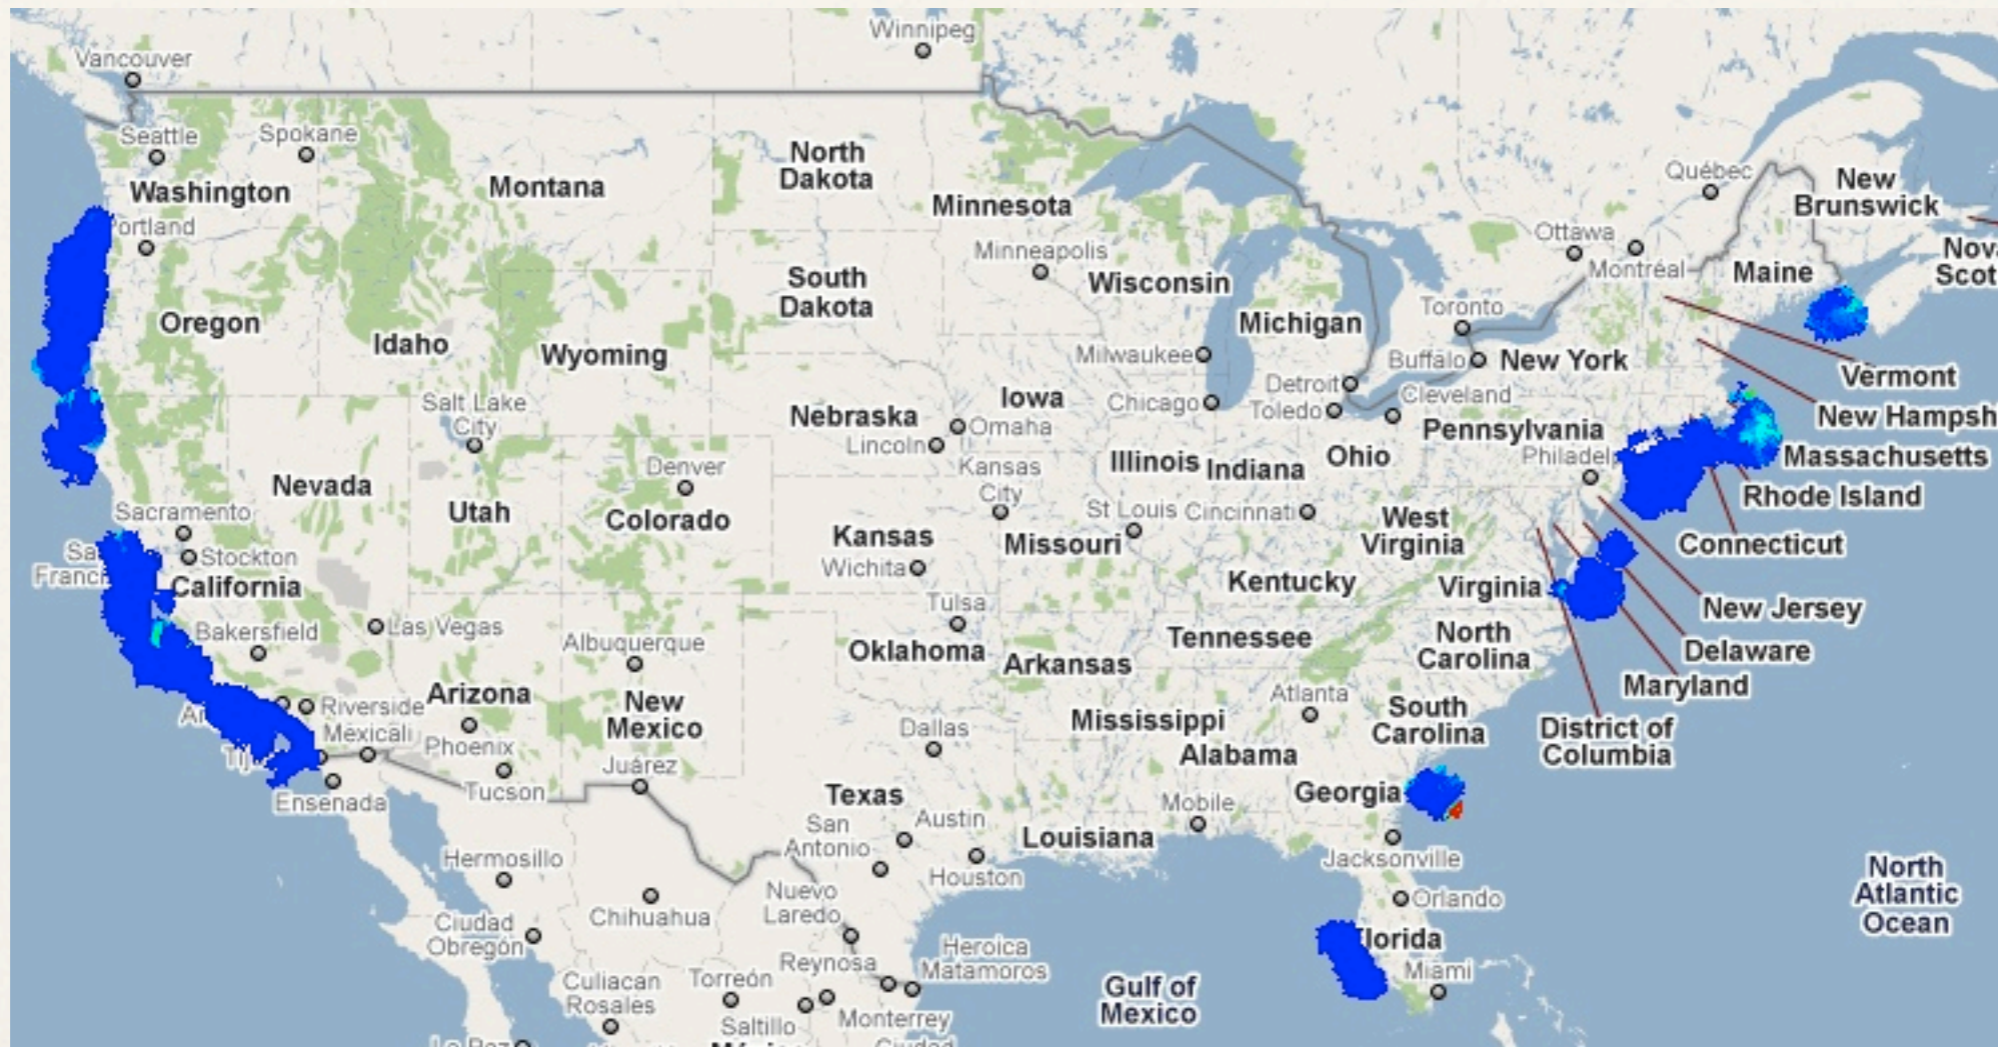 Winnipeg
Vancouver
Seattle
Spokane
Washington
Portland
Montana
North
Dakota
Minnesota
Minneapolis
Wisconsin
Québec
New
Brunswick
Ottawa
Montréal
Maine
Nova
Scot
Oregon
Idaho
Wyoming
South
Dakota
Michigan
Toronto
Milwaukee
Buffalo
New York
Vermont
Detroit
Cleveland
Chicago
Toledo
New Hampsh
Salt Lake
City
Nebraska
Iowa
Omaha
Lincoln
Pennsylvania
Philadel
Massachusetts
Rhode Island
Connecticut
Nevada
Utah
Denver
Colorado
Kansas
City
Illinois
Indiana
Ohio
St Louis
Cincinnati
West
Virginia
Sacramento
Stockton
Sa
Franci
California
Kansas
Wichita
Missouri
Kentucky
Virginia
New Jersey
Delaware
Maryland
District of
Columbia
Bakersfield
Las Vegas
Albuquerque
Tulsa
Oklahoma
Arkansas
Tennessee
North
Carolina
Riverside
Mexicali
Arizona
Phoenix
Tucson
New
Mexico
Juárez
Dallas
Mississippi
Alabama
Atlanta
South
Carolina
Georgia
Ensenada
Texas
Austin
San
Antonio
Houston
Louisiana
Mobile
Jacksonville
Orlando
Florida
Miami
Hermosillo
Chihuahua
Nuevo
Laredo
Ciudad
Obregón
Culiacan
Rosales
Torreón
Reynosa
Heroica
Matamoros
Saltillo
Monterrey
Ciudad
La Paz
Gulf of
Mexico
North
Atlantic
Ocean